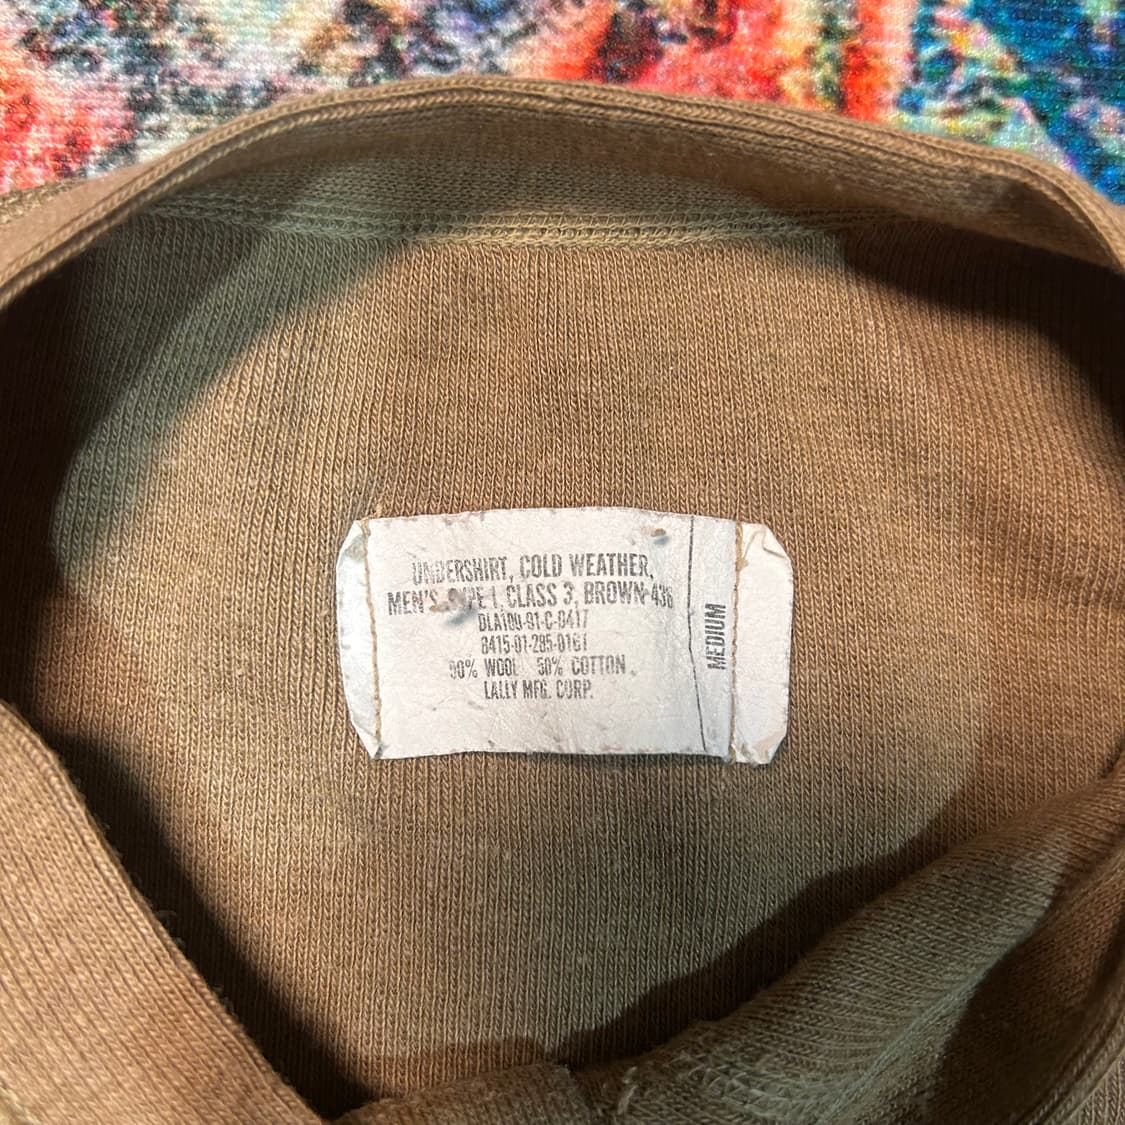 UNDERSHIRT, COLD WEATHER,
MEN'S, TYPE I, CLASS 3, BROWN-436
DLA100-91-C-0417
8415-01-285-0161
50% WOOL 50% COTTON
LALLY MFG. CORP.
MEDIUM